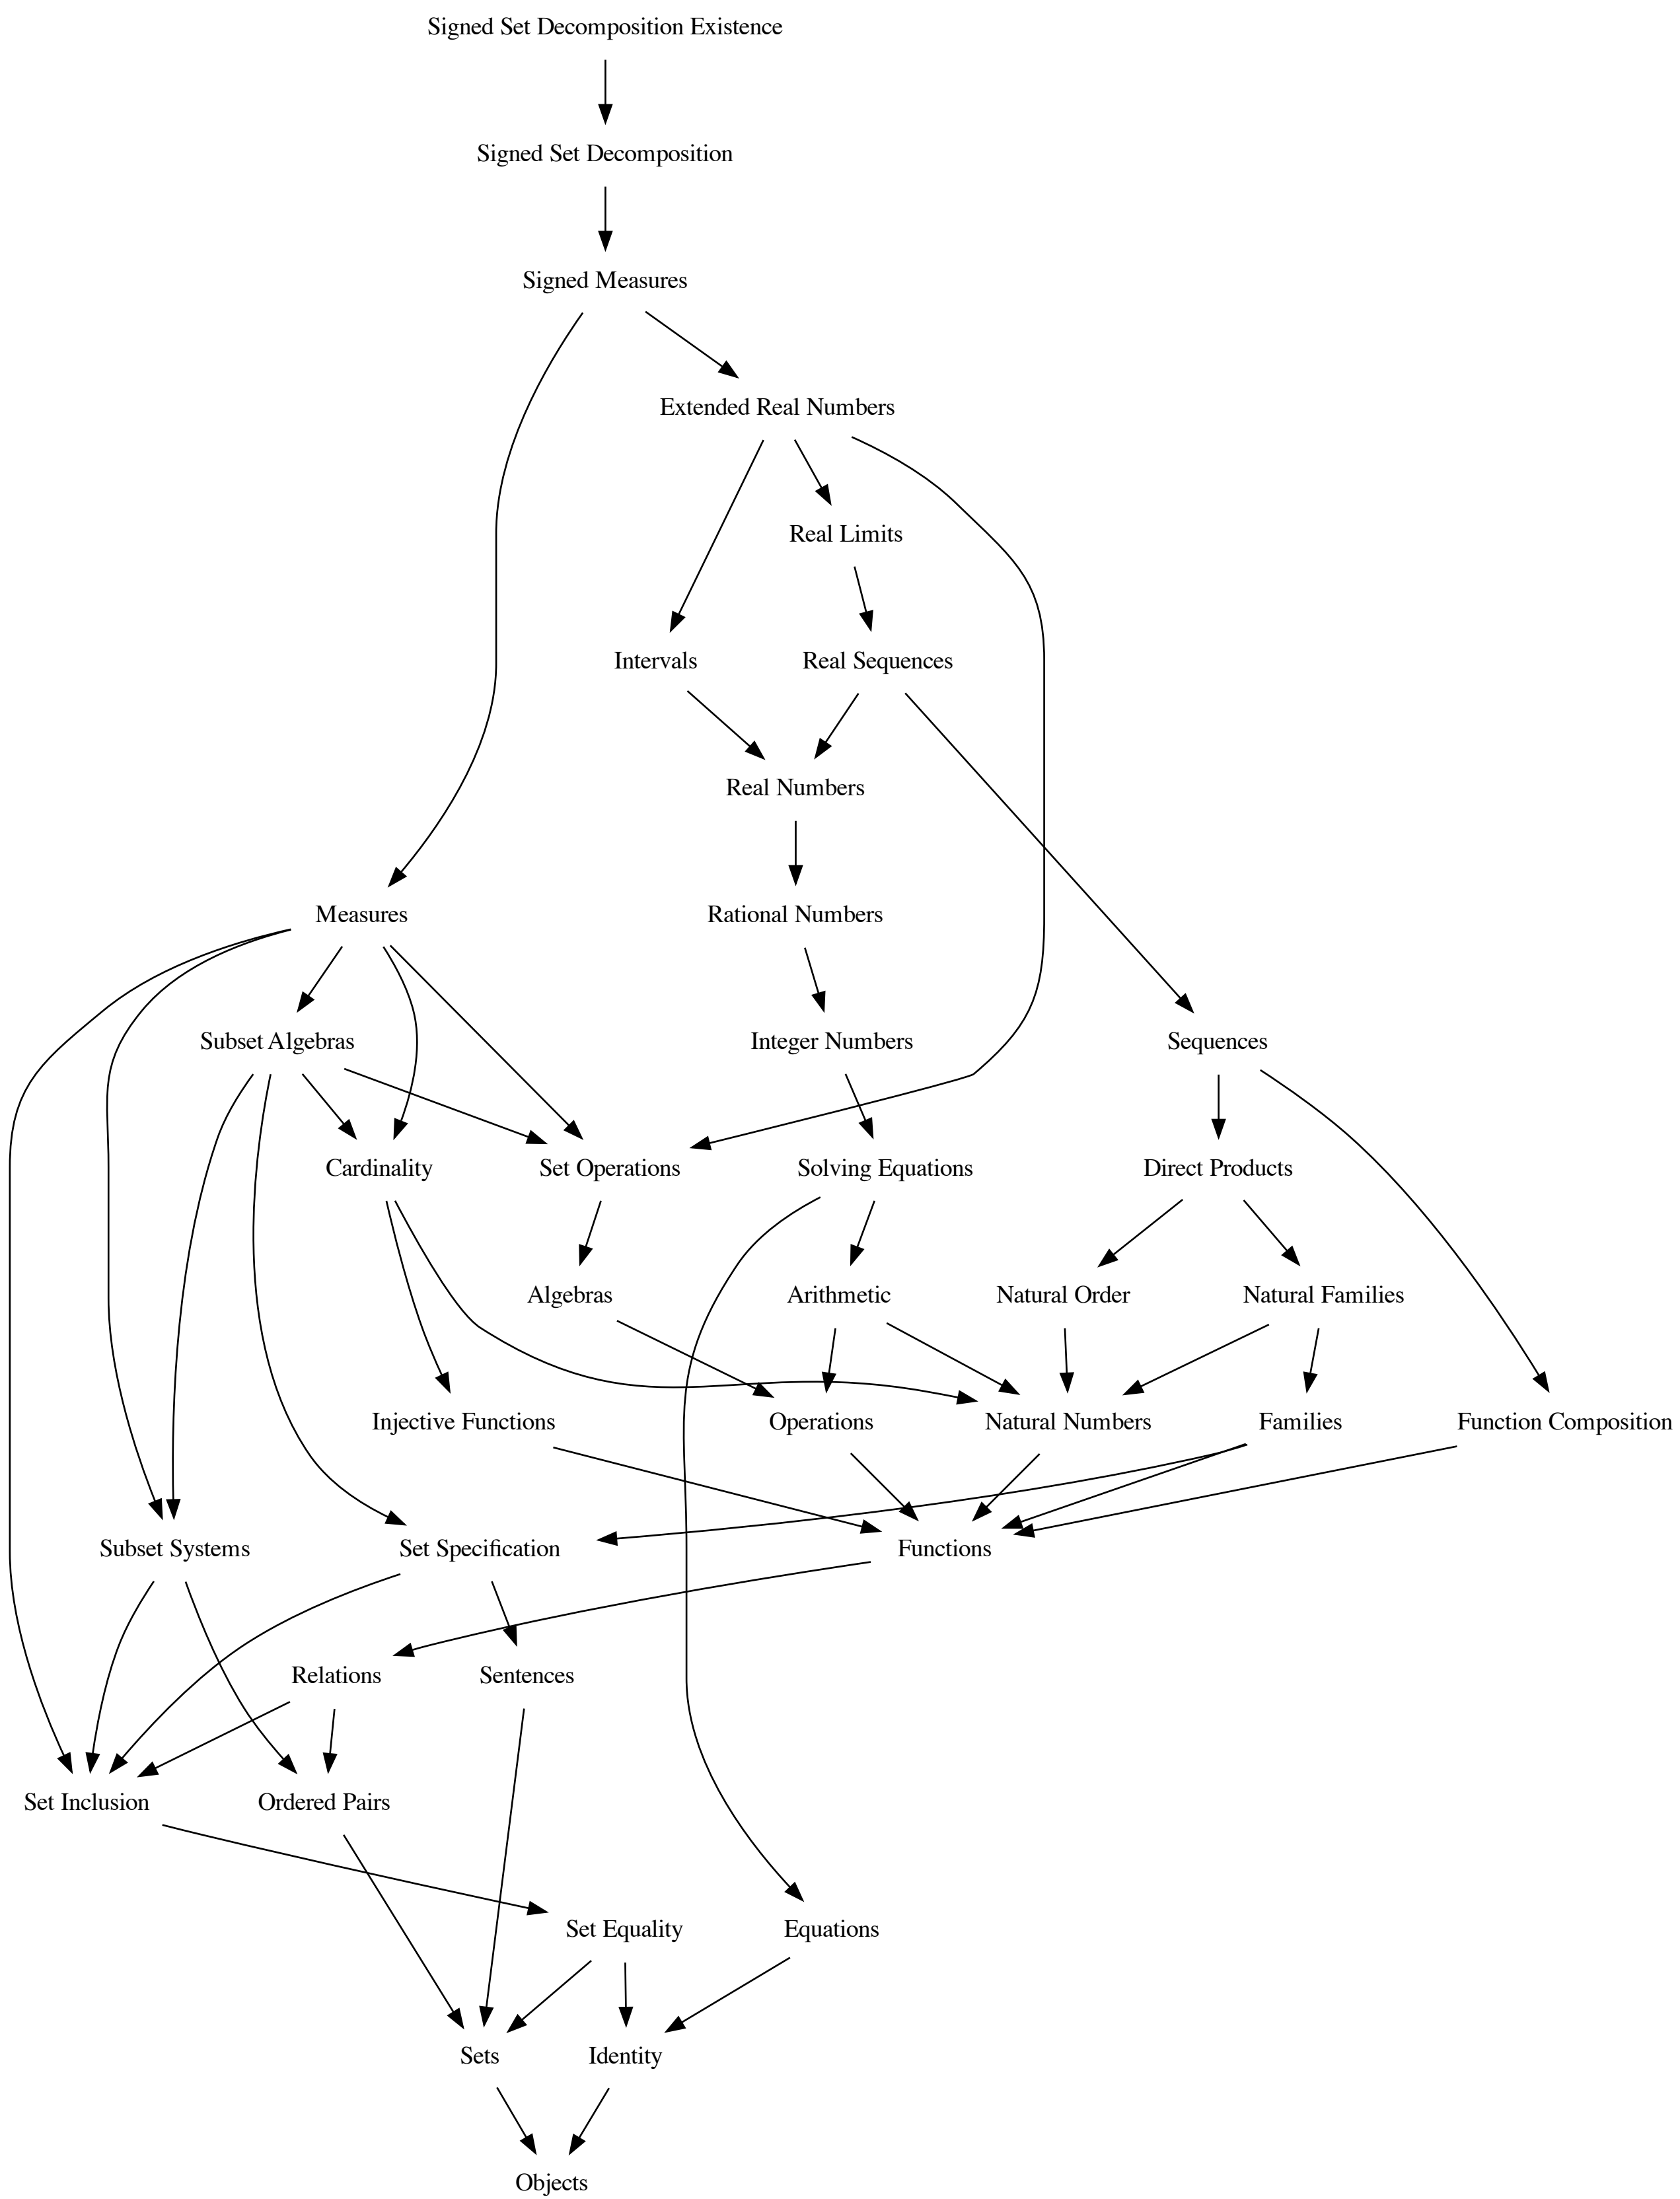 Signed Set Decomposition Existence
Signed Set Decomposition
Signed Measures
Extended Real Numbers
Real Limits
Intervals
Real Sequences
Real Numbers
Measures
Rational Numbers
Subset Algebras
Integer Numbers
Sequences
Cardinality
Set Operations
Solving Equations
Direct Products
Algebras
Arithmetic
Natural Order
Natural Families
Injective Functions
Operations
Natural Numbers
Families
Function Composition
Subset Systems
Set Specification
Functions
Relations
Sentences
Set Inclusion
Ordered Pairs
Set Equality
Equations
Sets
Identity
Objects